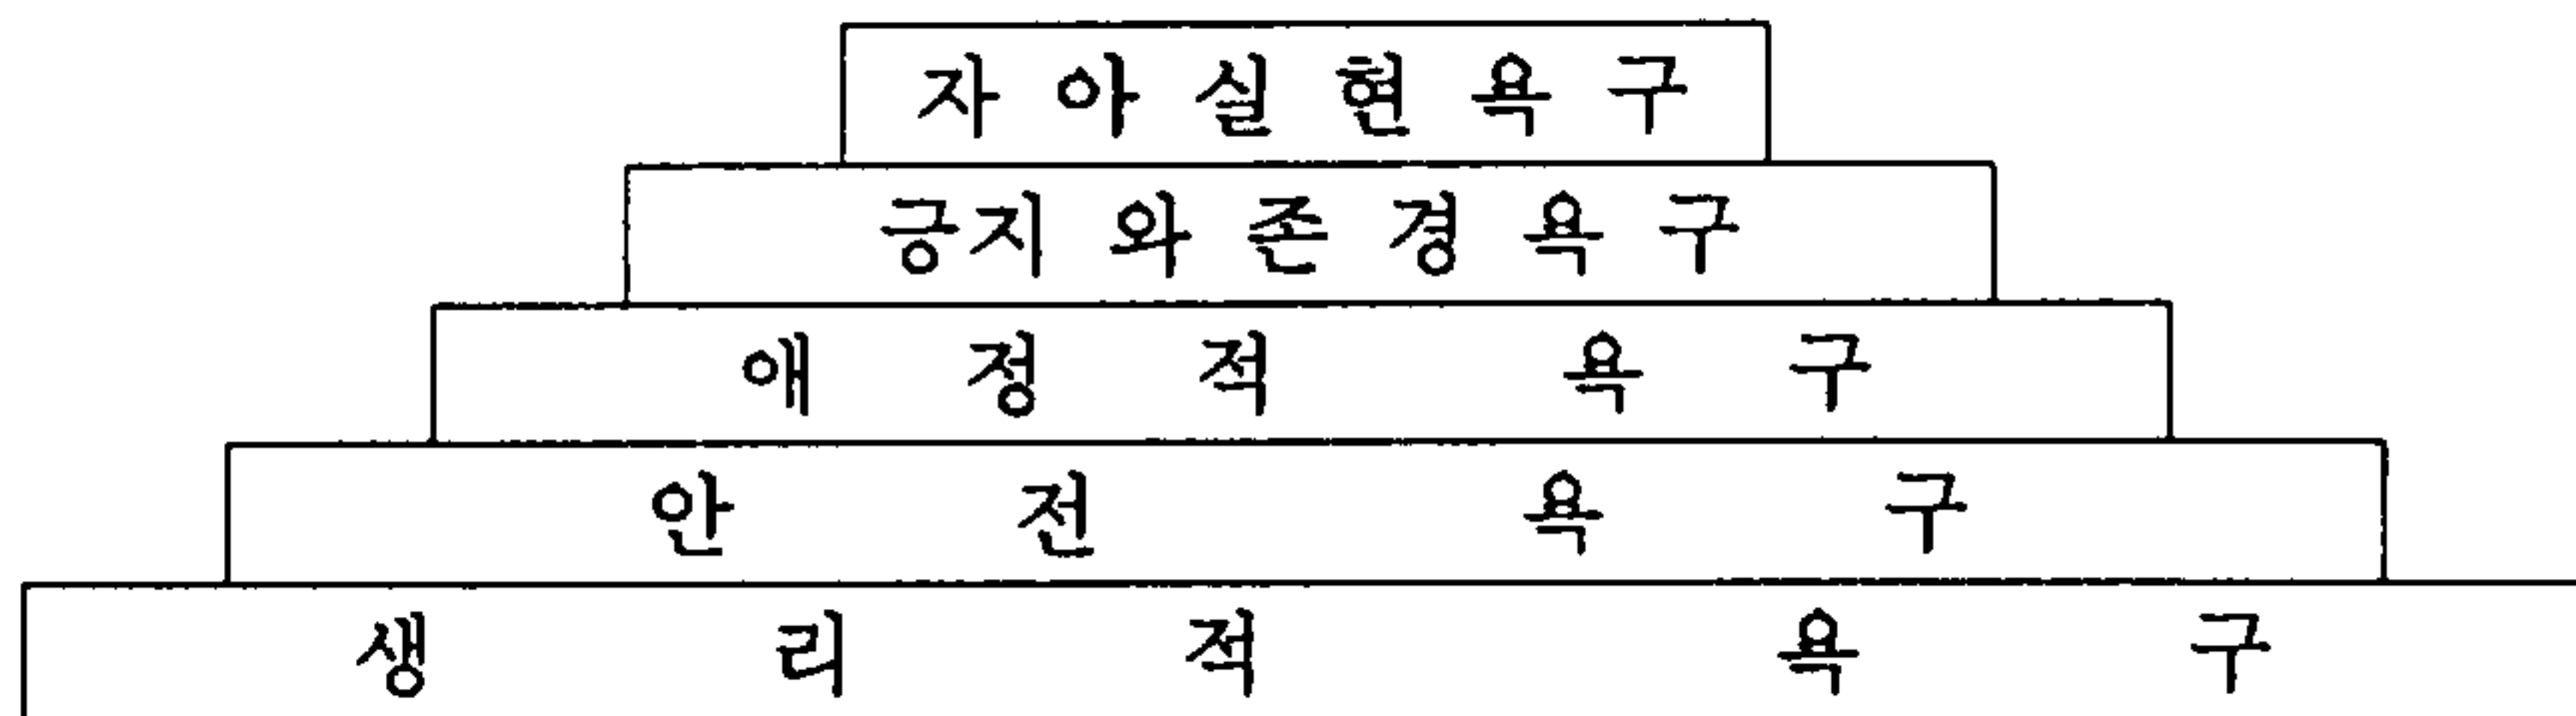 자아실현욕구
긍지와존경욕구
애정적 욕구
안전 욕구
생리적 욕구